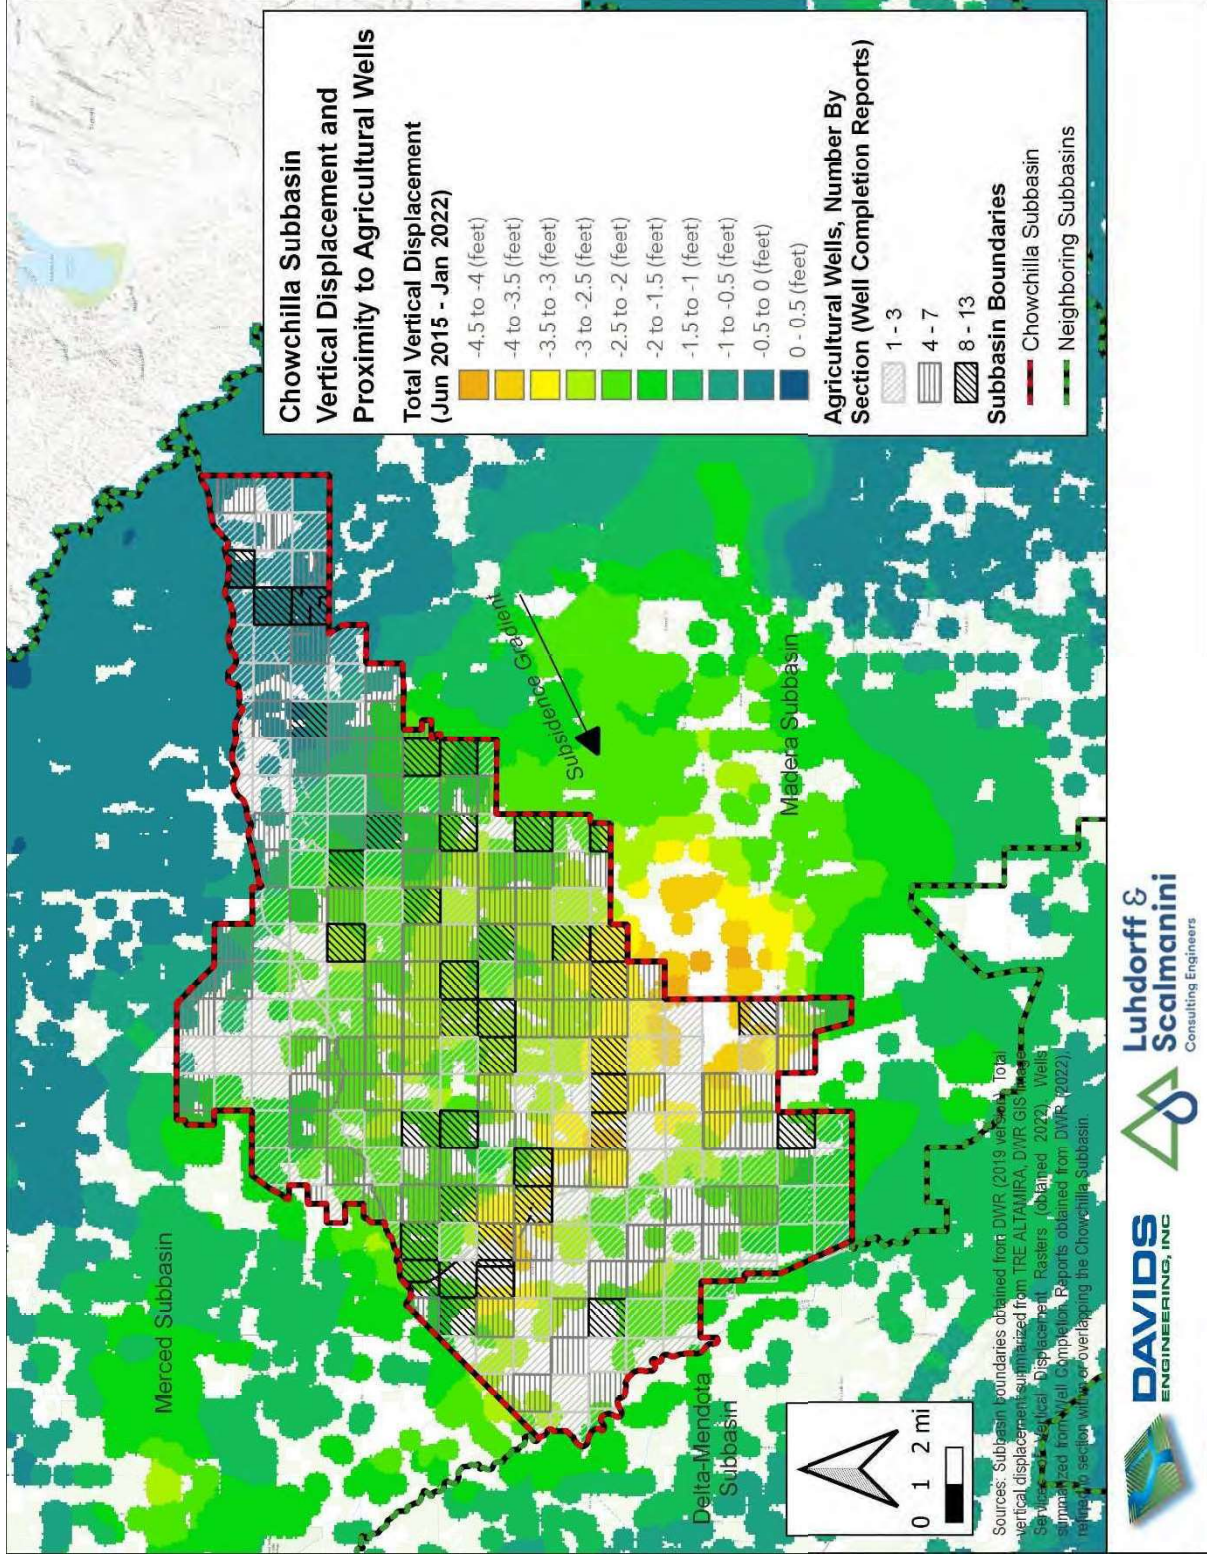 Chowchilla Subbasin
Vertical Displacement and
Proximity to Agricultural Wells
Total Vertical Displacement
(Jun 2015 - Jan 2022)
-4.5 to -4 (feet)
-4 to -3.5 (feet)
-3.5 to -3 (feet)
-3 to -2.5 (feet)
-2.5 to -2 (feet)
-2 to -1.5 (feet)
-1.5 to -1 (feet)
-1 to -0.5 (feet)
-0.5 to 0 (feet)
0 - 0.5 (feet)
Agricultural Wells, Number By
Section (Well Completion Reports)
1 - 3
4 - 7
8 - 13
Subbasin Boundaries
Chowchilla Subbasin
Neighboring Subbasins
Merced Subbasin
Subsidence Gradient
Madera Subbasin
Delta-Mendota
Subbasin
0 1 2 mi
Sources: Subbasin boundaries obtained from DWR (2019 version). Total
vertical displacement summarized from TRE ALTAMIRA, DWR GIS Image
Services of Vertical Displacement Rasters (obtained 2022). Wells
summarized from Well Completion Reports obtained from DWR (2022),
refined to section within or overlapping the Chowchilla Subbasin.
DAVIDS
ENGINEERING, INC
Luhdorff &
Scalmanini
Consulting Engineers